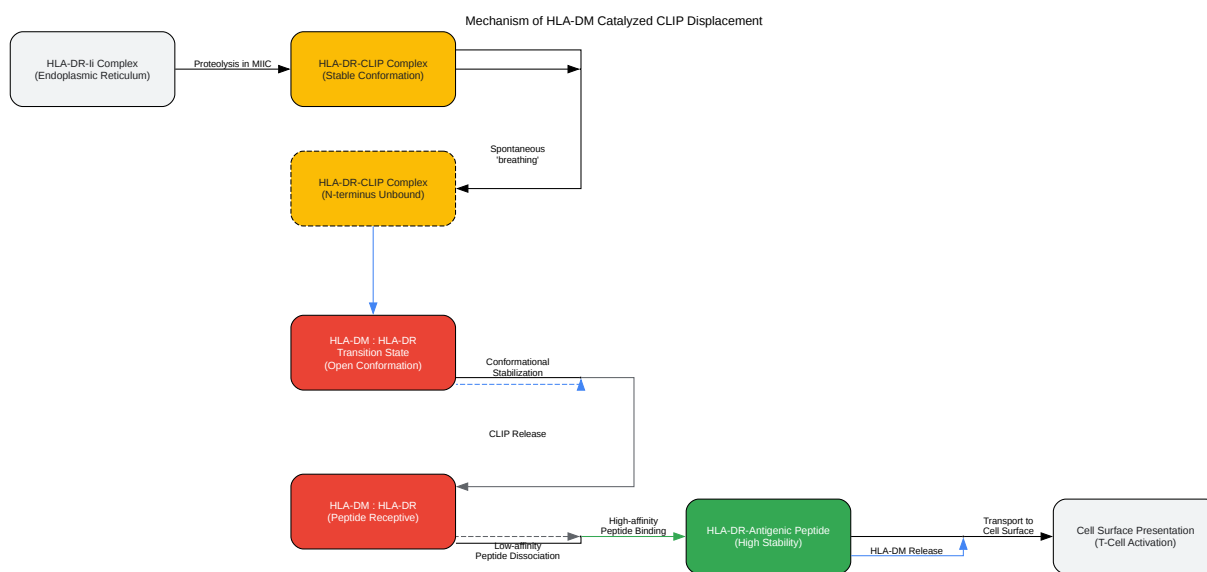 Mechanism of HLA-DM Catalyzed CLIP Displacement
HLA-DR-Ii Complex
(Endoplasmic Reticulum)
Proteolysis in MIIC
HLA-DR-CLIP Complex
(Stable Conformation)
Spontaneous
'breathing'
HLA-DR-CLIP Complex
(N-terminus Unbound)
HLA-DM : HLA-DR
Transition State
(Open Conformation)
Conformational
Stabilization
CLIP Release
HLA-DM : HLA-DR
(Peptide Receptive)
Low-affinity
Peptide Dissociation
High-affinity
Peptide Binding
HLA-DR-Antigenic Peptide
(High Stability)
HLA-DM Release
Transport to
Cell Surface
Cell Surface Presentation
(T-Cell Activation)